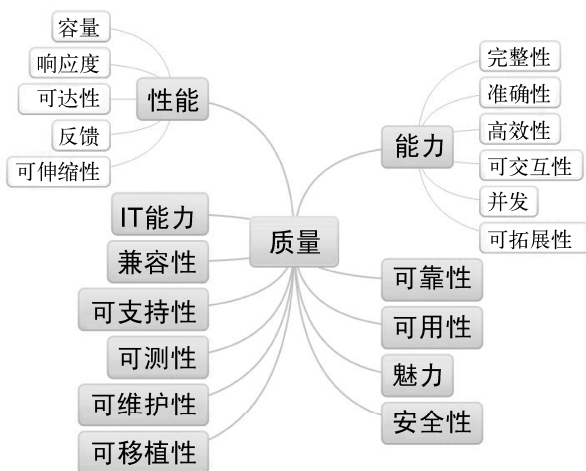 容量
响应度
可达性
反馈
可伸缩性
性能
完整性
准确性
高效性
可交互性
并发
可拓展性
能力
质量
IT能力
兼容性
可支持性
可测性
可维护性
可移植性
可靠性
可用性
魅力
安全性